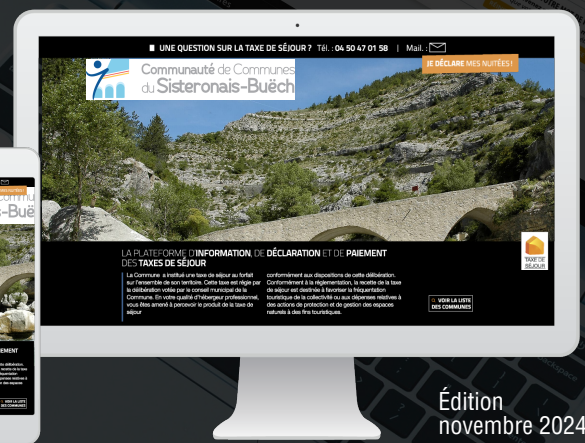 UNE QUESTION SUR LA TAXE DE SÉJOUR ? Tél. : 04 50 47 01 58 | Mail. :
JE DÉCLARE MES NUITÉES !
Communauté de Communes
du Sisteronais-Buëch
LA PLATEFORME D'INFORMATION, DE DÉCLARATION ET DE PAIEMENT
DES TAXES DE SÉJOUR
La Commune a institué une taxe de séjour au forfait
sur l'ensemble de son territoire. Cette taxe est régie par
la délibération votée par le conseil municipal de la
Commune. En votre qualité d'hébergeur professionnel,
vous êtes amené à percevoir le produit de la taxe de
séjour
conformément aux dispositions de cette délibération.
Conformément à la réglementation, la recette de la taxe
de séjour est destinée à favoriser la fréquentation
touristique de la collectivité ou aux dépenses relatives à
des actions de protection et de gestion des espaces
naturels à des fins touristiques.
TAXE DE
SÉJOUR
VOIR LA LISTE
DES COMMUNES
s-Buë
EMENT
VOIR LA LISTE
DES COMMUNES
Édition
novembre 2024